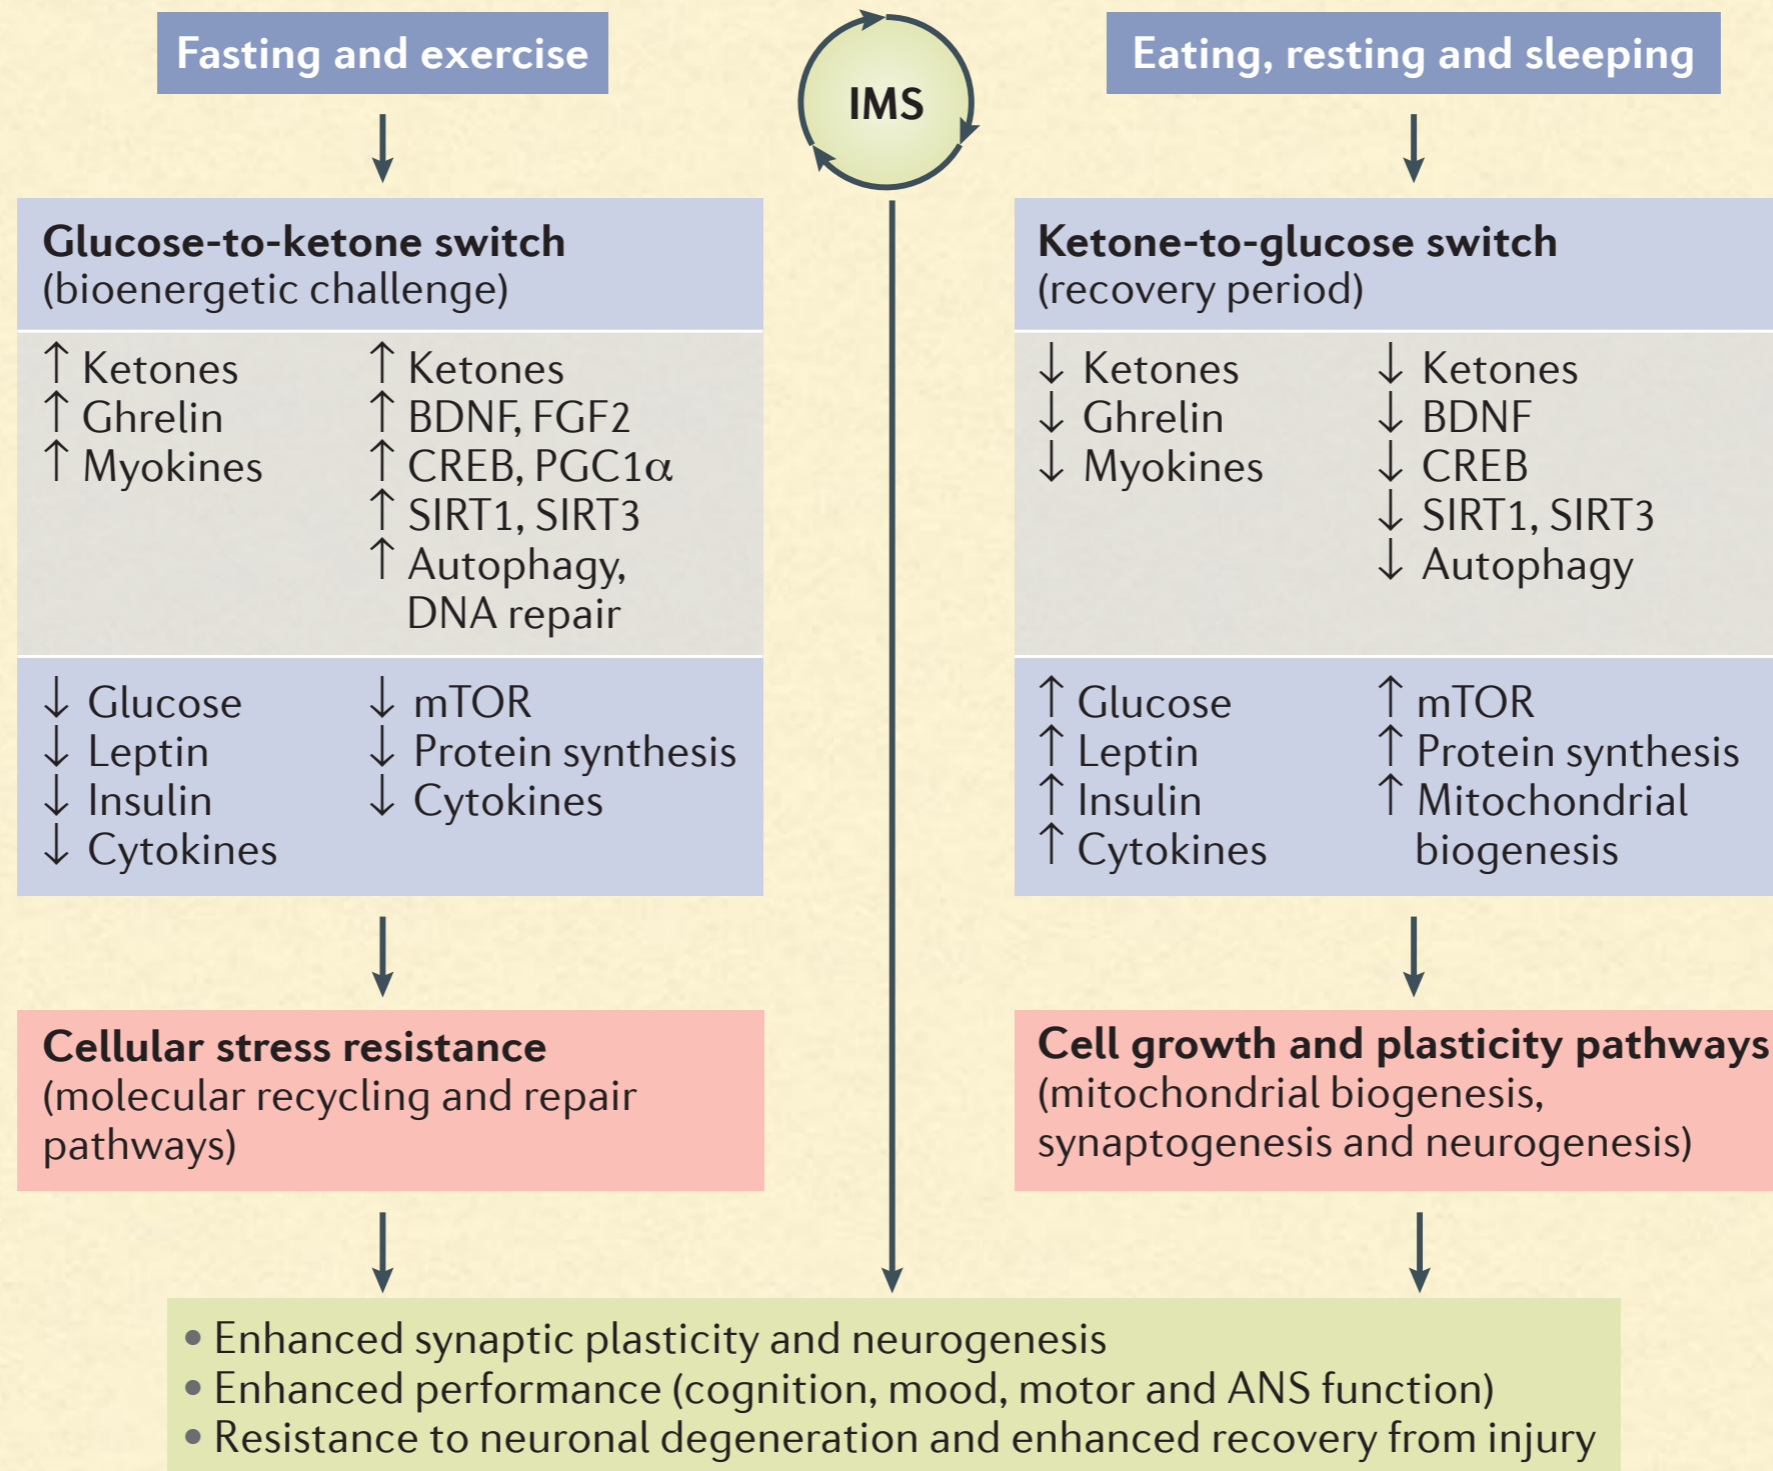 Fasting and exercise
IMS
Eating, resting and sleeping
Glucose-to-ketone switch
(bioenergetic challenge)
↑ Ketones
↑ Ghrelin
↑ Myokines
↑ Ketones
↑ BDNF, FGF2
↑ CREB, PGC1α
↑ SIRT1, SIRT3
↑ Autophagy,
DNA repair
↓ Glucose
↓ Leptin
↓ Insulin
↓ Cytokines
↓ mTOR
↓ Protein synthesis
↓ Cytokines
Cellular stress resistance
(molecular recycling and repair
pathways)
Ketone-to-glucose switch
(recovery period)
↓ Ketones
↓ Ghrelin
↓ Myokines
↓ Ketones
↓ BDNF
↓ CREB
↓ SIRT1, SIRT3
↓ Autophagy
↑ Glucose
↑ Leptin
↑ Insulin
↑ Cytokines
↑ mTOR
↑ Protein synthesis
↑ Mitochondrial
biogenesis
Cell growth and plasticity pathways
(mitochondrial biogenesis,
synaptogenesis and neurogenesis)
• Enhanced synaptic plasticity and neurogenesis
• Enhanced performance (cognition, mood, motor and ANS function)
• Resistance to neuronal degeneration and enhanced recovery from injury